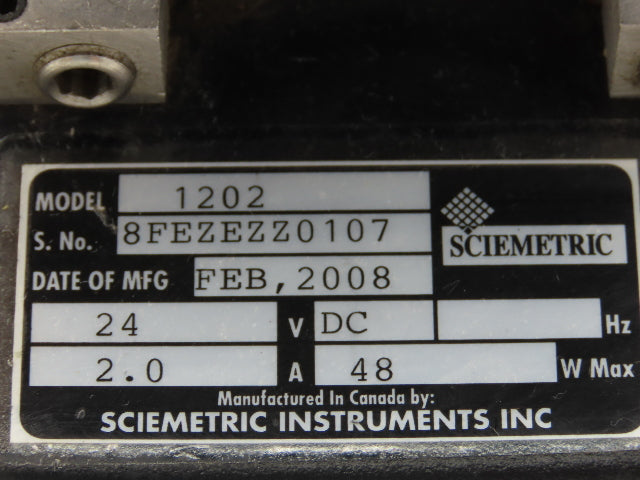 MODEL 1202
S. No. 8FEZEZZ0107
SCIEMETRIC
DATE OF MFG FEB, 2008
24 V DC Hz
2.0 A 48 W Max
Manufactured In Canada by:
SCIEMETRIC INSTRUMENTS INC